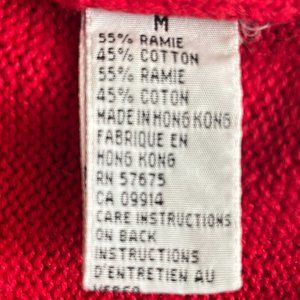 M
55% RAMIE
45% COTTON
55% RAMIE
45% COTON
MADE IN HONG KONG
FABRIQUE EN
HONG KONG
RN 57675
CA 09914
CARE INSTRUCTIONS
ON BACK
INSTRUCTIONS
D'ENTRETIEN AU
VERSO